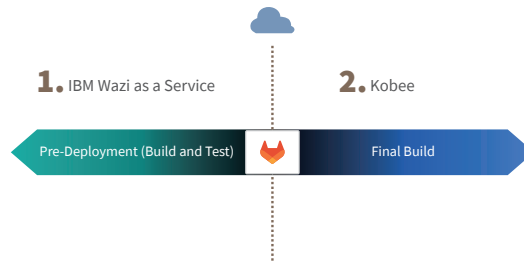 1. IBM Wazi as a Service
2. Kobee
Pre-Deployment (Build and Test)
Final Build